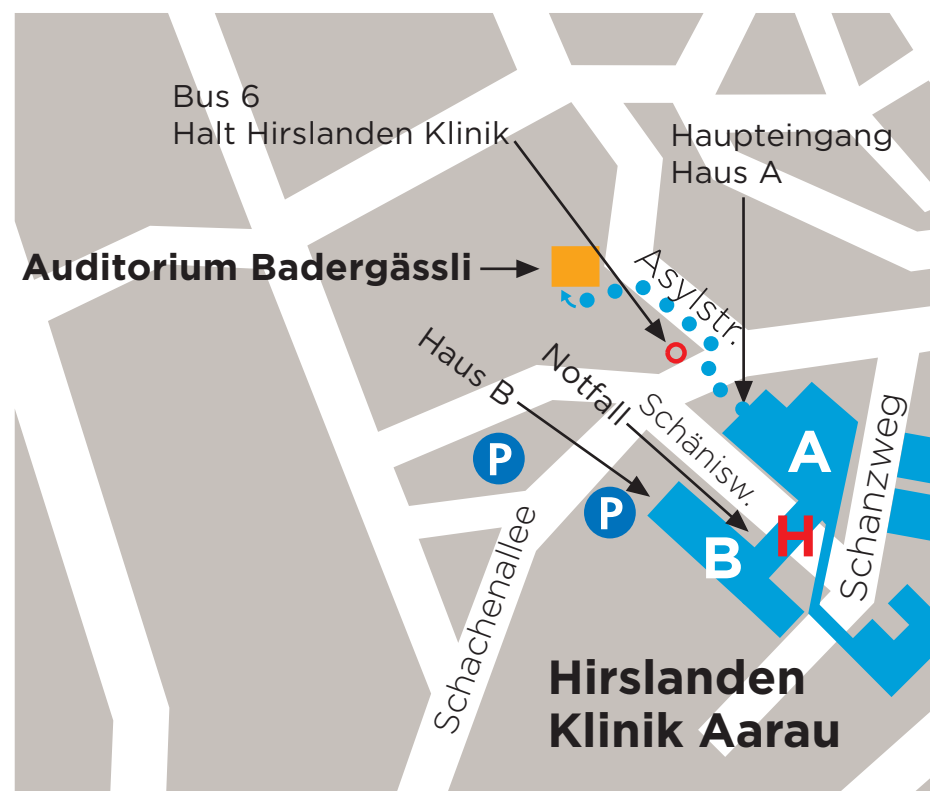 Bus 6
Halt Hirslanden Klinik
Haupteingang
Haus A
Auditorium Badergässli
Asylstr.
Haus B
Notfall
Schänisw.
Schanzweg
A
P
P
H
B
Schachenallee
Hirslanden
Klinik Aarau